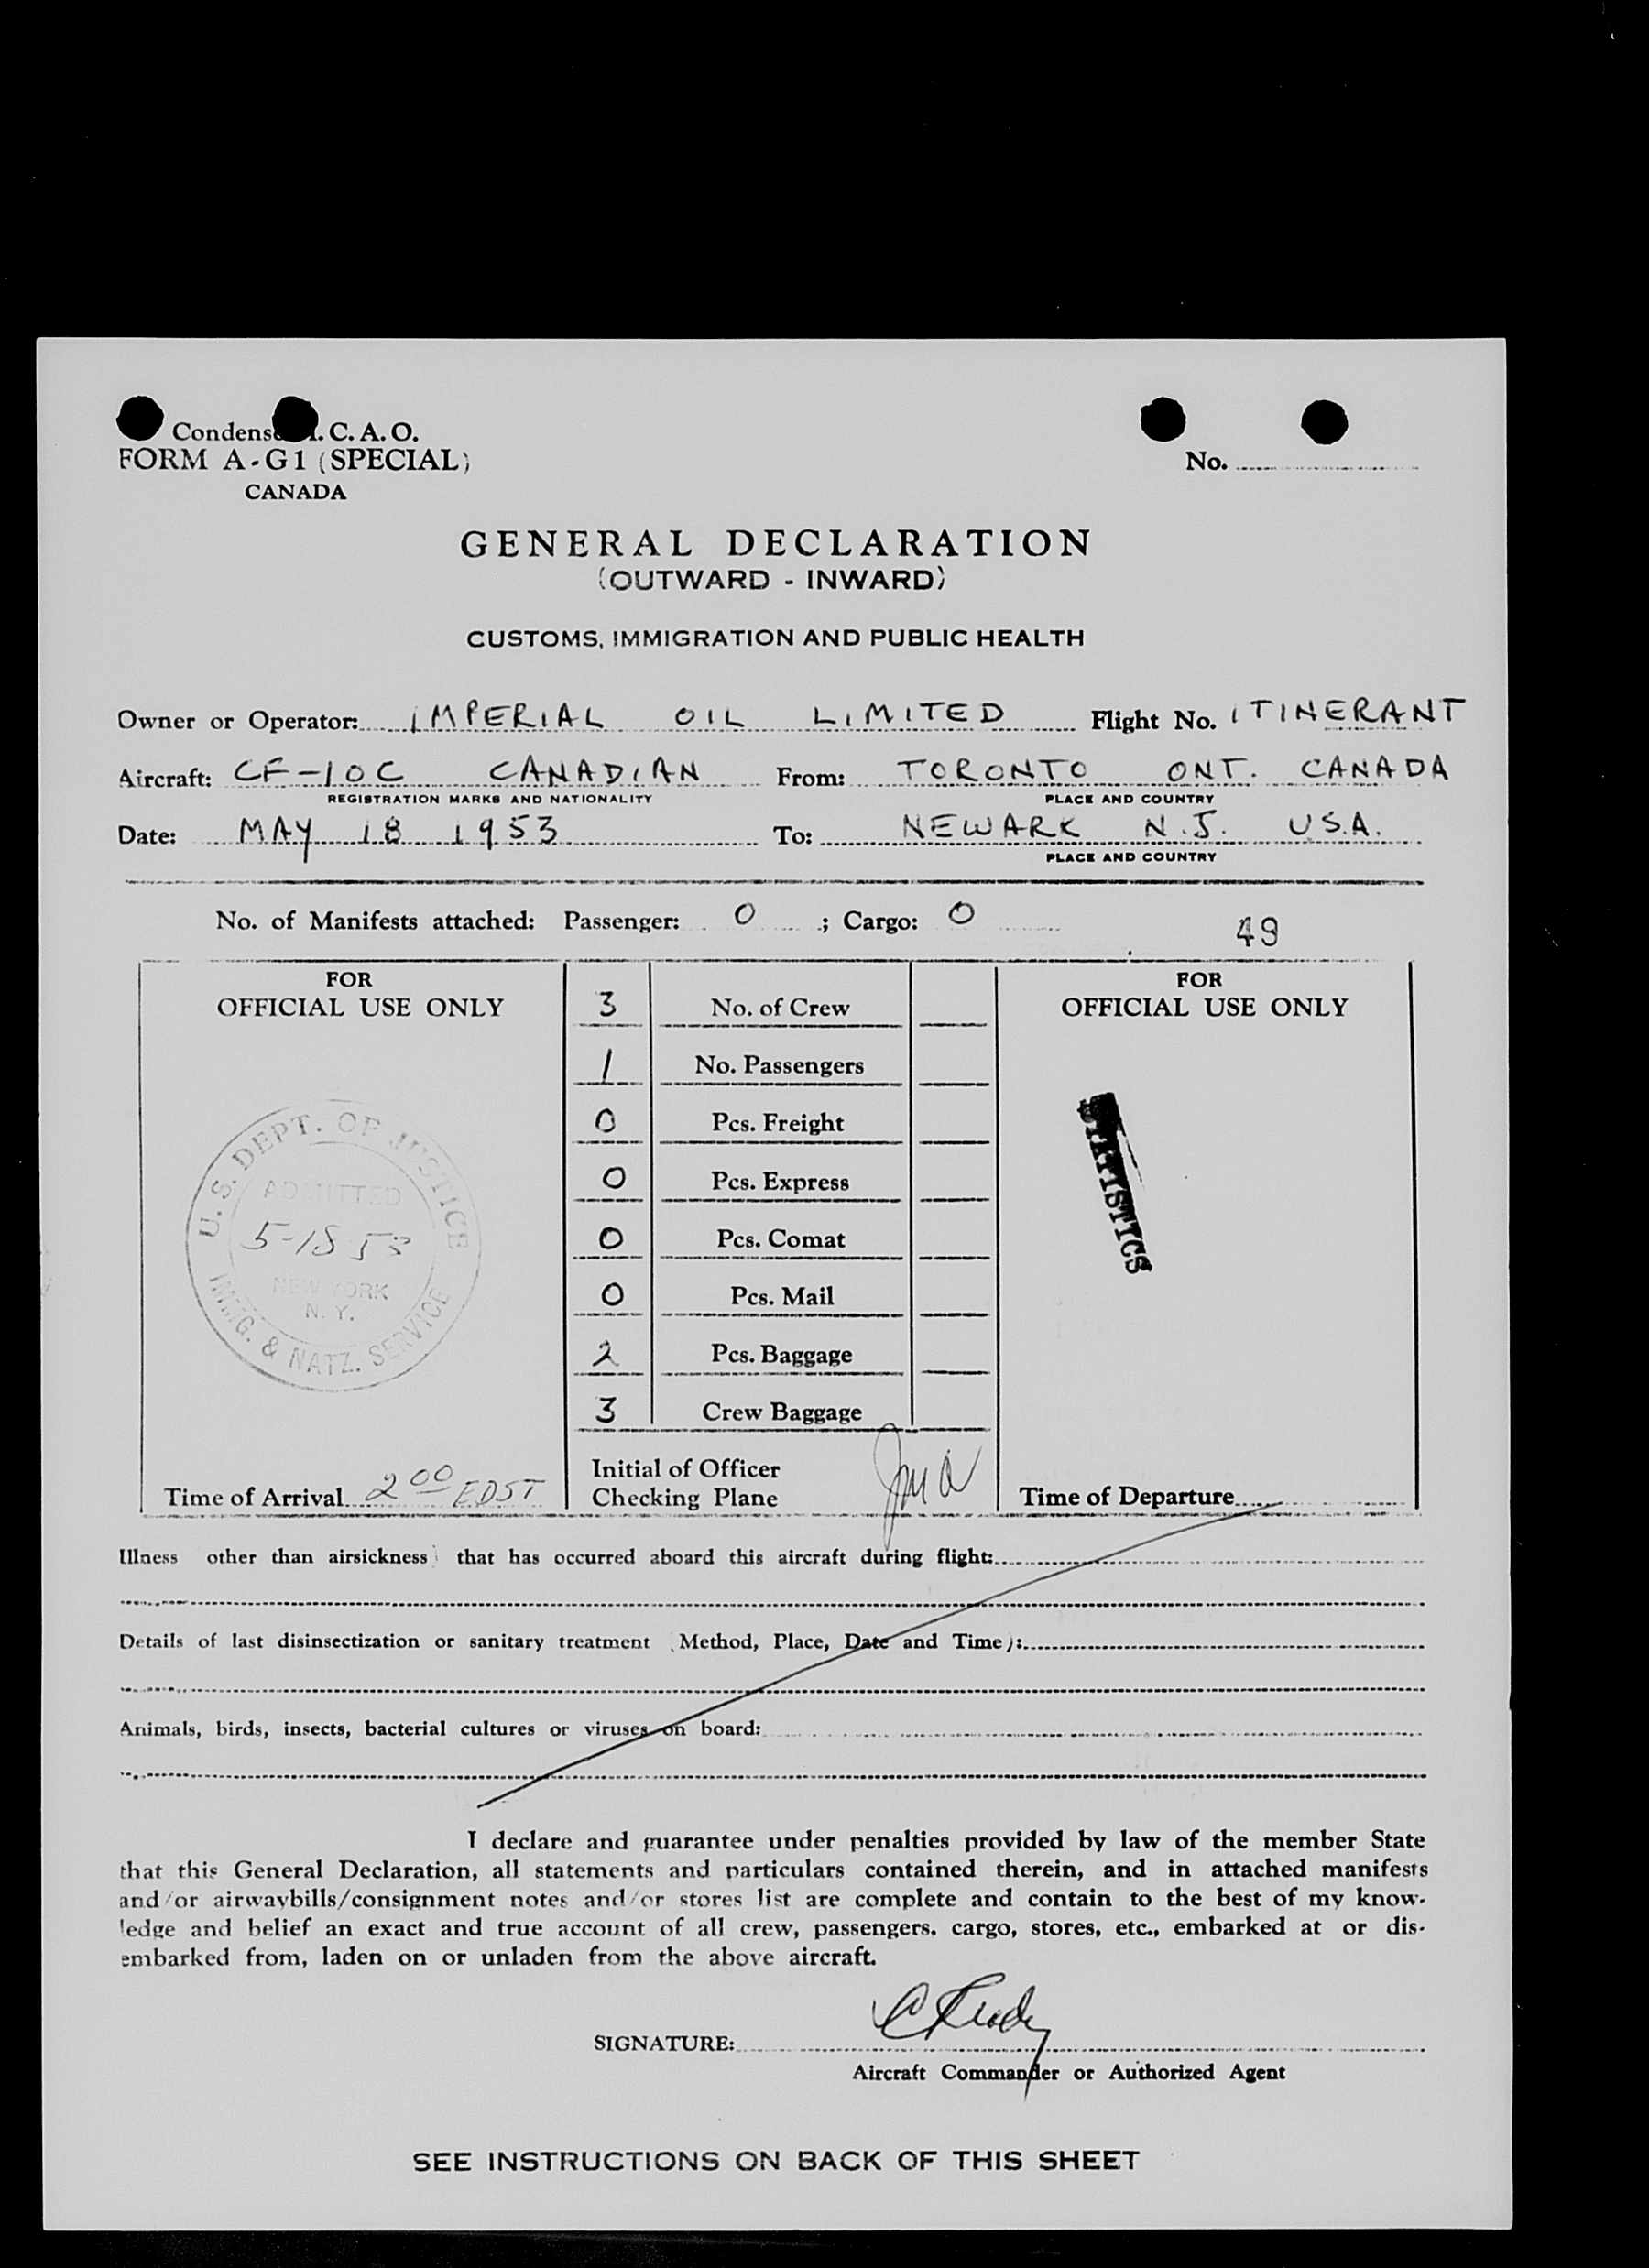 Condens C. A. O.
FORM A-G1 (SPECIAL)
CANADA
No.
GENERAL DECLARATION
(OUTWARD - INWARD)
CUSTOMS, IMMIGRATION AND PUBLIC HEALTH
Owner or Operator: IMPERIAL OIL LIMITED Flight No. ITINERANT
Aircraft: CF-IOC CANADIAN From: TORONTO ONT. CANADA
REGISTRATION MARKS AND NATIONALITY PLACE AND COUNTRY
Date: MAY 18 1953 To: NEWARK N.J. U.S.A.
PLACE AND COUNTRY
No. of Manifests attached: Passenger: 0 ; Cargo: 0
49
FOR
OFFICIAL USE ONLY
U. S. DEPT. OF JUSTICE
ADMITTED
5-18 53
NEW YORK
N. Y.
IMMG. & NATZ. SERVICE
Time of Arrival 2 00 EDST
3 No. of Crew
1 No. Passengers
0 Pcs. Freight
0 Pcs. Express
0 Pcs. Comat
0 Pcs. Mail
2 Pcs. Baggage
3 Crew Baggage
Initial of Officer
Checking Plane
FOR
OFFICIAL USE ONLY
STATISTICS
Time of Departure
Illness other than airsickness that has occurred aboard this aircraft during flight:
Details of last disinsectization or sanitary treatment (Method, Place, Date and Time):
Animals, birds, insects, bacterial cultures or viruses on board:
I declare and guarantee under penalties provided by law of the member State
that this General Declaration, all statements and particulars contained therein, and in attached manifests
and/or airwaybills/consignment notes and/or stores list are complete and contain to the best of my know-
ledge and belief an exact and true account of all crew, passengers, cargo, stores, etc., embarked at or dis-
embarked from, laden on or unladen from the above aircraft.
SIGNATURE:
Aircraft Commander or Authorized Agent
SEE INSTRUCTIONS ON BACK OF THIS SHEET